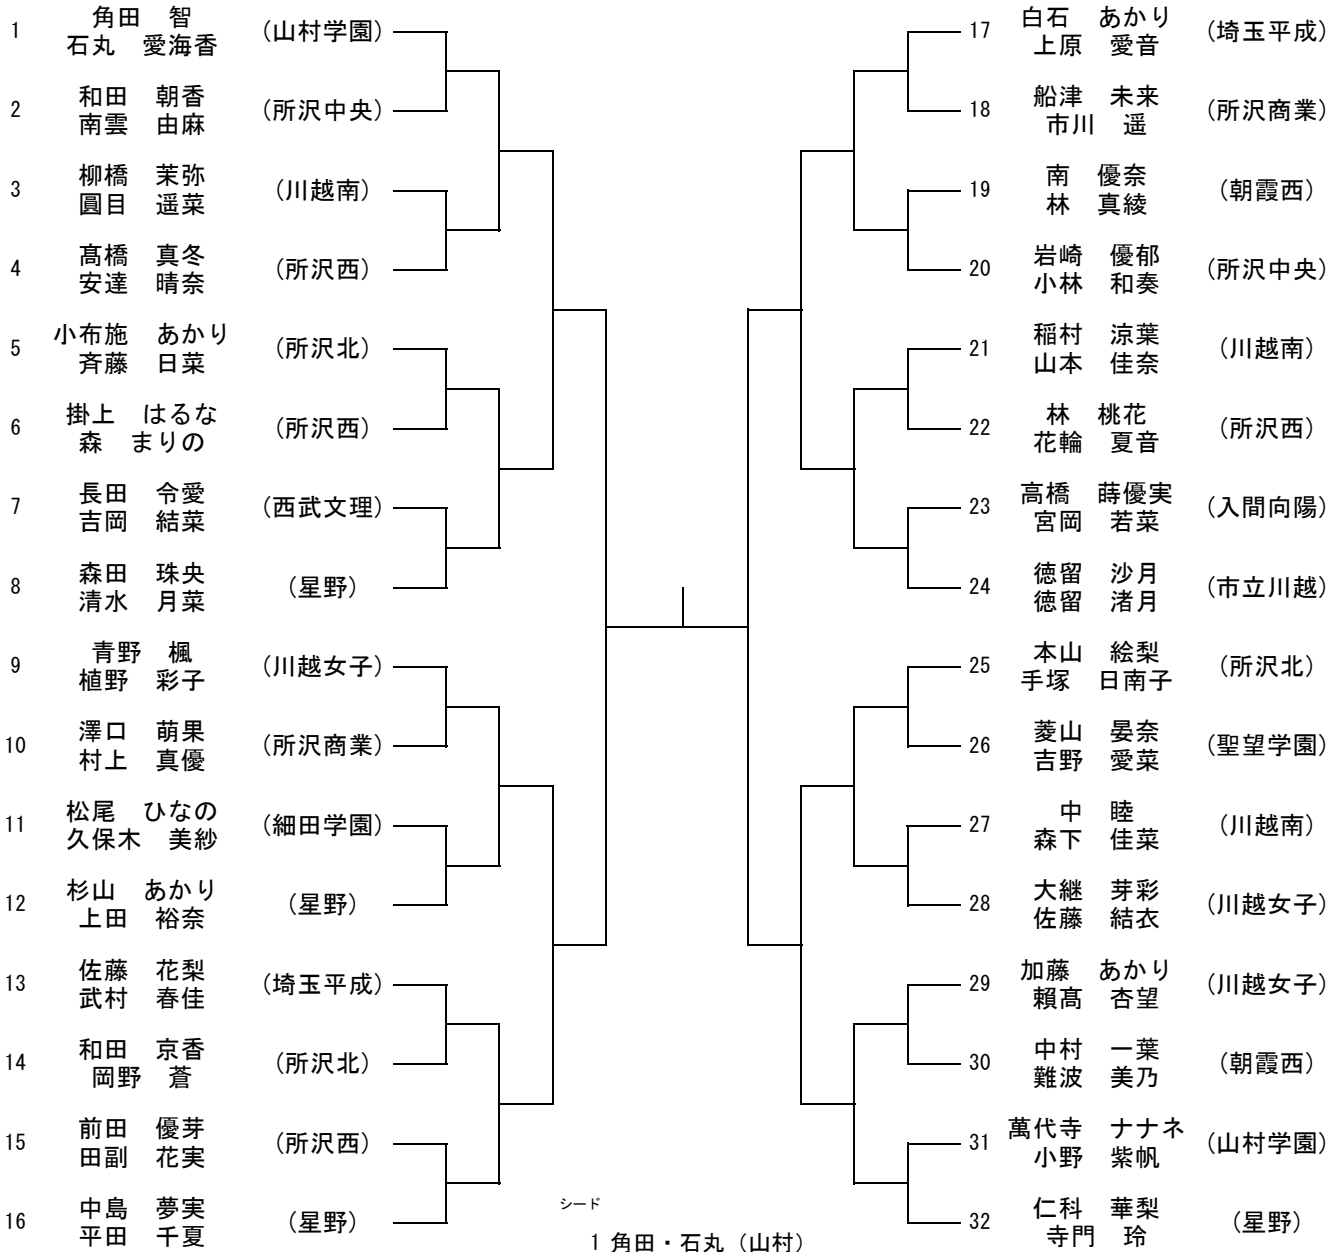 1 角田　智 (山村学園)
石丸　愛海香
2 和田　朝香 (所沢中央)
南雲　由麻
3 柳橋　茉弥 (川越南)
圓目　遥菜
4 髙橋　真冬 (所沢西)
安達　晴奈
5 小布施　あかり (所沢北)
斉藤　日菜
6 掛上　はるな (所沢西)
森　まりの
7 長田　令愛 (西武文理)
吉岡　結菜
8 森田　珠央 (星野)
清水　月菜
9 青野　楓 (川越女子)
植野　彩子
10 澤口　萌果 (所沢商業)
村上　真優
11 松尾　ひなの (細田学園)
久保木　美紗
12 杉山　あかり (星野)
上田　裕奈
13 佐藤　花梨 (埼玉平成)
武村　春佳
14 和田　京香 (所沢北)
岡野　蒼
15 前田　優芽 (所沢西)
田副　花実
16 中島　夢実 (星野)
平田　千夏
17 白石　あかり (埼玉平成)
上原　愛音
18 船津　未来 (所沢商業)
市川　遥
19 南　優奈 (朝霞西)
林　真綾
20 岩崎　優郁 (所沢中央)
小林　和奏
21 稲村　涼葉 (川越南)
山本　佳奈
22 林　桃花 (所沢西)
花輪　夏音
23 高橋　蒔優実 (入間向陽)
宮岡　若菜
24 徳留　沙月 (市立川越)
徳留　渚月
25 本山　絵梨 (所沢北)
手塚　日南子
26 菱山　晏奈 (聖望学園)
吉野　愛菜
27 中　睦 (川越南)
森下　佳菜
28 大継　芽彩 (川越女子)
佐藤　結衣
29 加藤　あかり (川越女子)
賴髙　杏望
30 中村　一葉 (朝霞西)
難波　美乃
31 萬代寺　ナナネ (山村学園)
小野　紫帆
32 仁科　華梨 (星野)
寺門　玲
シード
1 角田・石丸（山村）